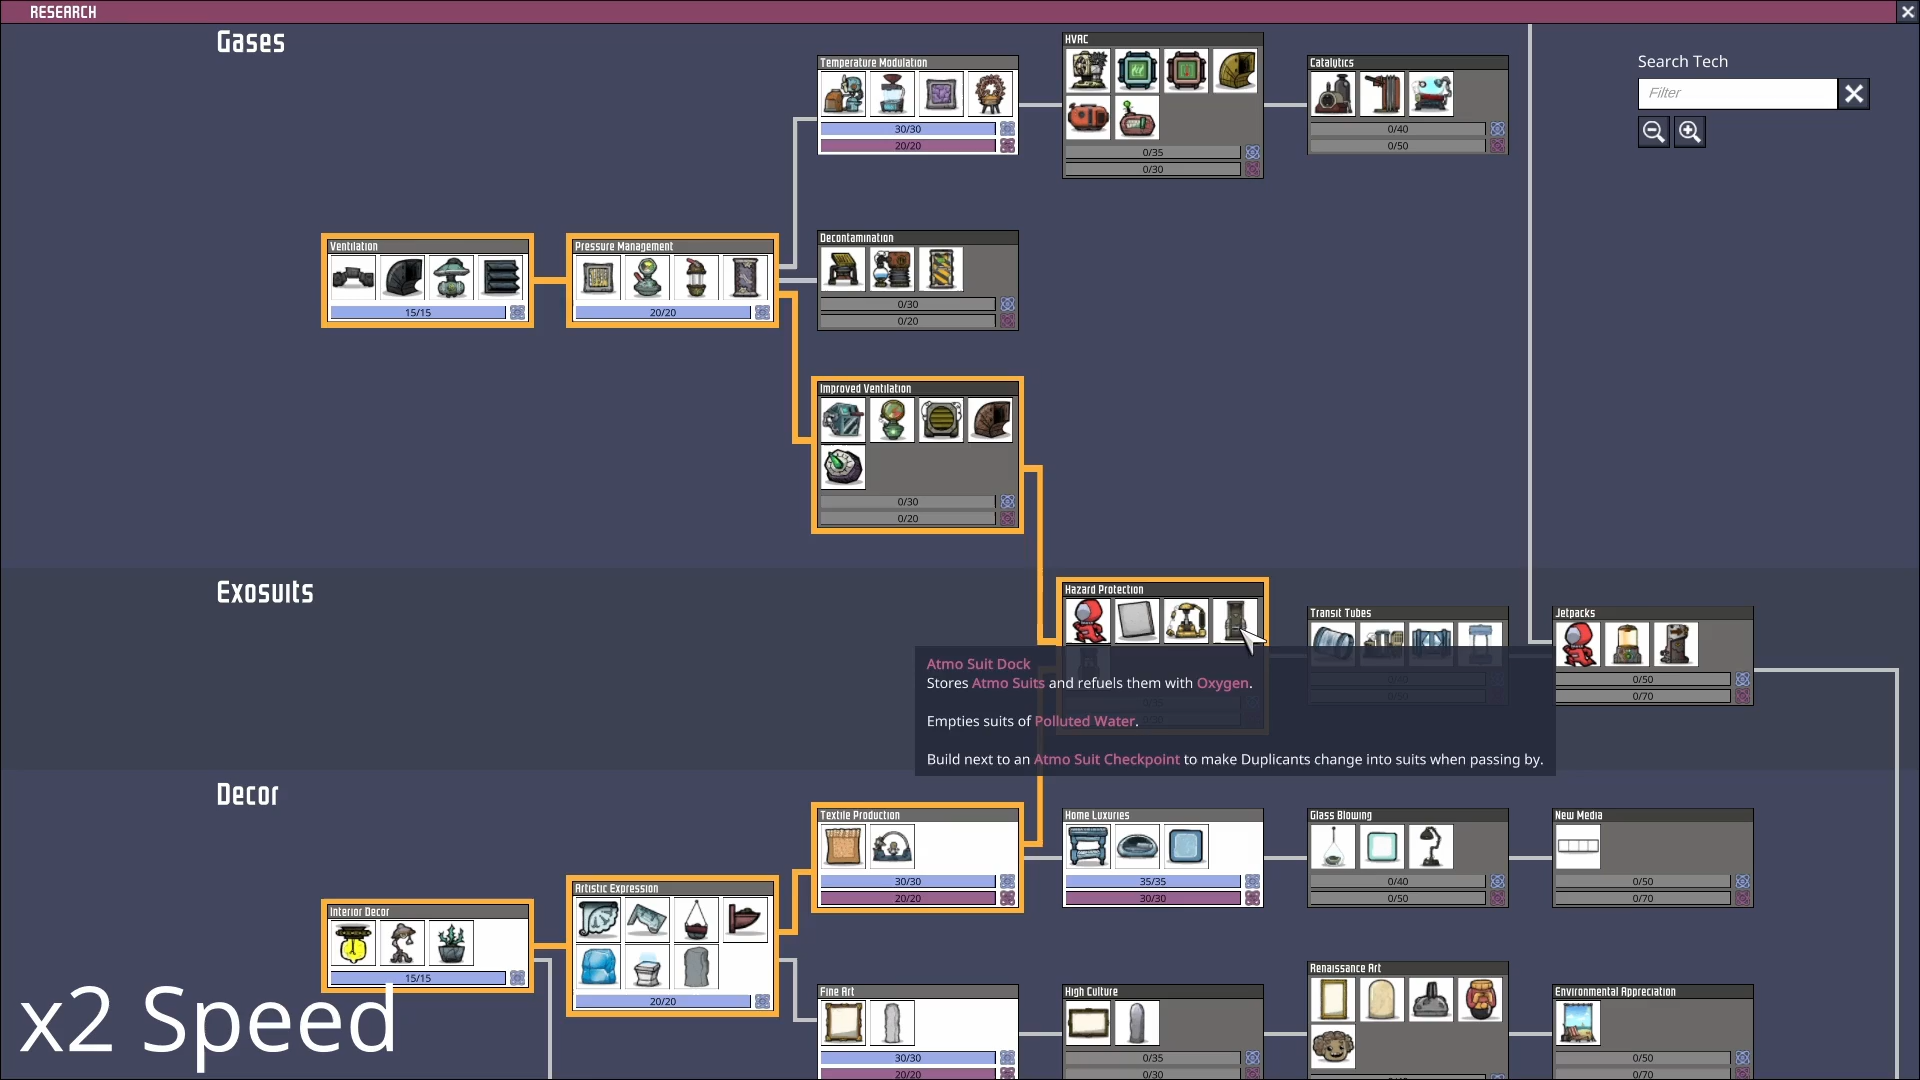 RESEARCH
Gases
Search Tech
Filter
HVAC
0/35
0/30
Temperature Modulation
30/30
20/20
Catalytics
0/40
0/50
Ventilation
15/15
Pressure Management
20/20
Decontamination
0/30
0/20
Improved Ventilation
0/30
0/20
Exosuits
Hazard Protection
Transit Tubes
Jetpacks
0/50
0/70
Atmo Suit Dock
Stores Atmo Suits and refuels them with Oxygen.
Empties suits of Polluted Water.
Build next to an Atmo Suit Checkpoint to make Duplicants change into suits when passing by.
Decor
Textile Production
30/30
20/20
Home Luxuries
35/35
30/30
Glass Blowing
0/40
0/50
New Media
0/50
0/70
Interior Decor
15/15
Artistic Expression
20/20
Fine Art
30/30
20/20
High Culture
0/35
0/30
Renaissance Art
Environmental Appreciation
0/50
0/70
x2 Speed